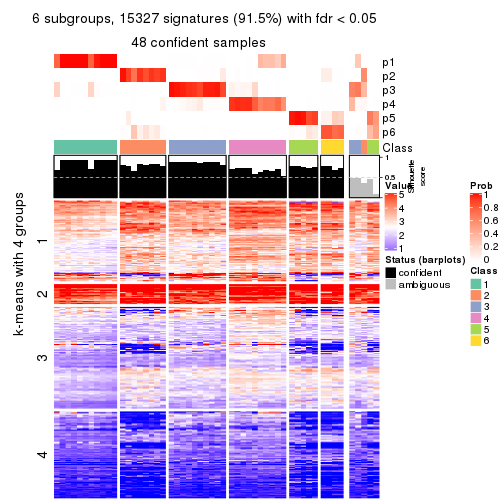 6 subgroups, 15327 signatures (91.5%) with fdr < 0.05
48 confident samples
p1
p2
p3
p4
p5
p6
Class
1
0.5
0
Silhouette
score
k-means with 4 groups
1
2
3
4
Value
5
4
3
2
1
Status (barplots)
confident
ambiguous
Prob
1
0.8
0.6
0.4
0.2
0
Class
1
2
3
4
5
6